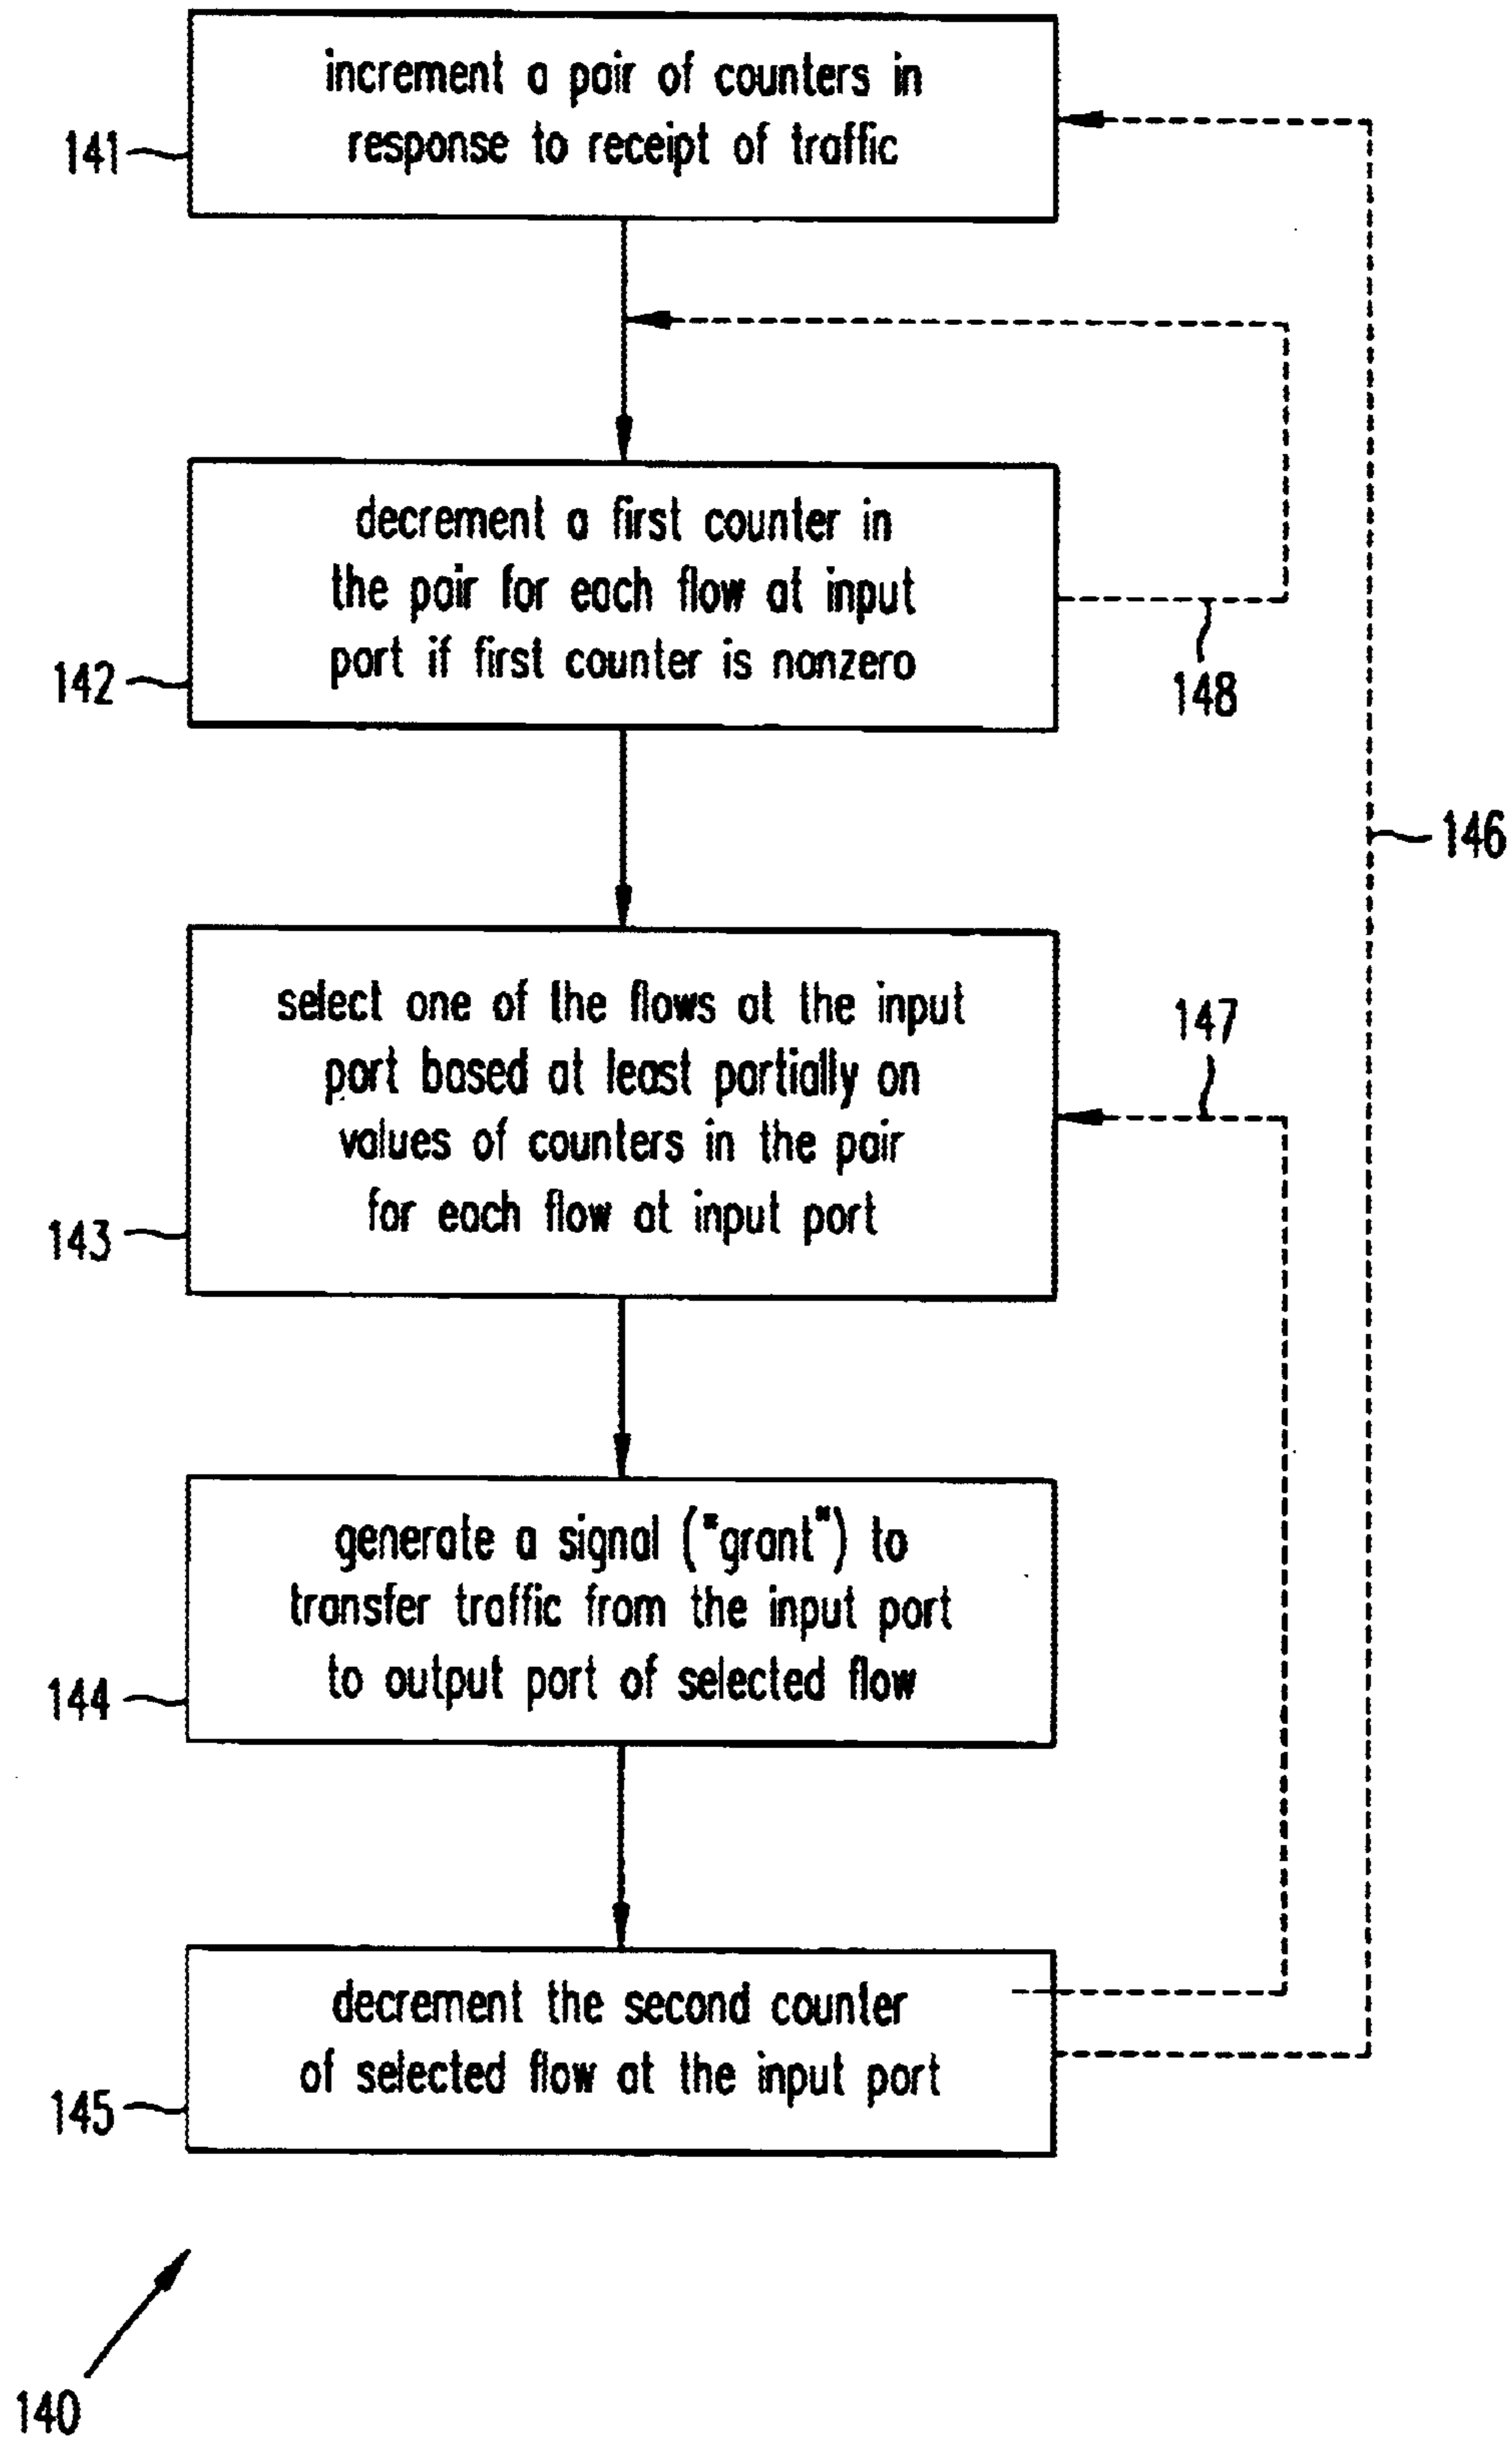 increment a pair of counters in
response to receipt of traffic
141
decrement a first counter in
the pair for each flow at input
port if first counter is nonzero
142
148
146
select one of the flows at the input
port based at least partially on
values of counters in the pair
for each flow at input port
143
147
generate a signal ("grant") to
transfer traffic from the input port
to output port of selected flow
144
decrement the second counter
of selected flow at the input port
145
140